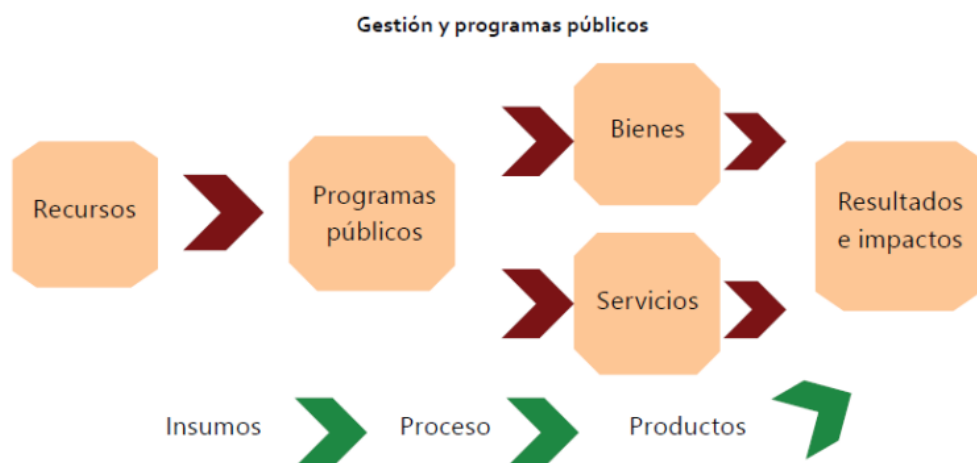 Gestión y programas públicos
Recursos
Programas
públicos
Bienes
Servicios
Resultados
e impactos
Insumos
Proceso
Productos